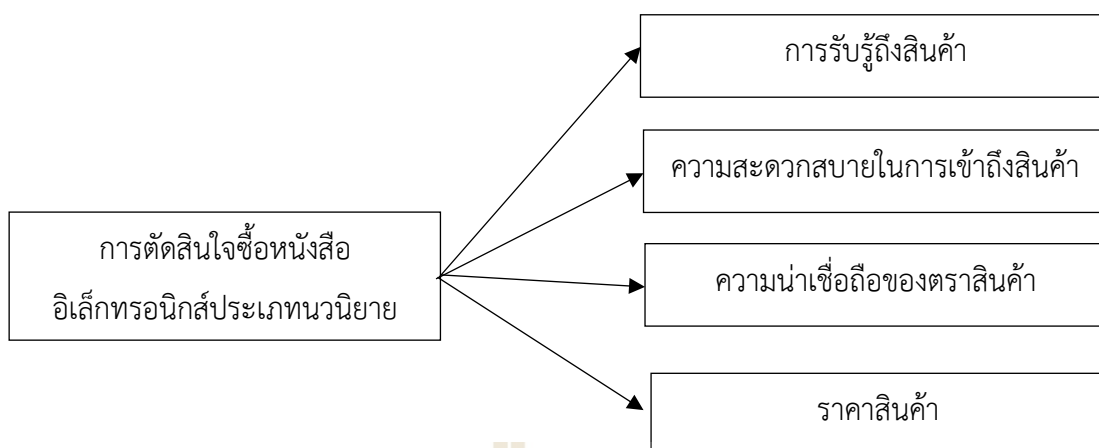 การรับรู้ถึงสินค้า
ความสะดวกสบายในการเข้าถึงสินค้า
การตัดสินใจซื้อหนังสือ
อิเล็กทรอนิกส์ประเภทนวนิยาย
ความน่าเชื่อถือของตราสินค้า
ราคาสินค้า